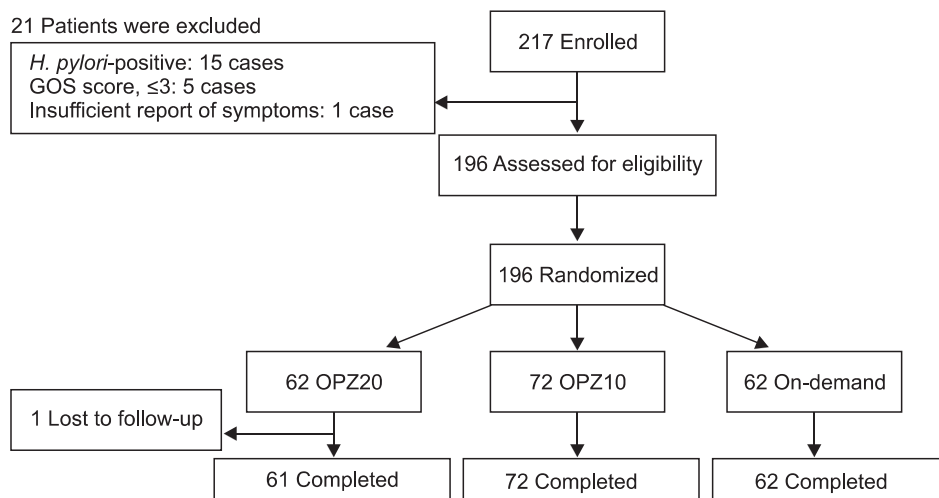 21 Patients were excluded
217 Enrolled
H. pylori-positive: 15 cases
GOS score, ≤3: 5 cases
Insufficient report of symptoms: 1 case
196 Assessed for eligibility
196 Randomized
62 OPZ20
72 OPZ10
62 On-demand
1 Lost to follow-up
61 Completed
72 Completed
62 Completed